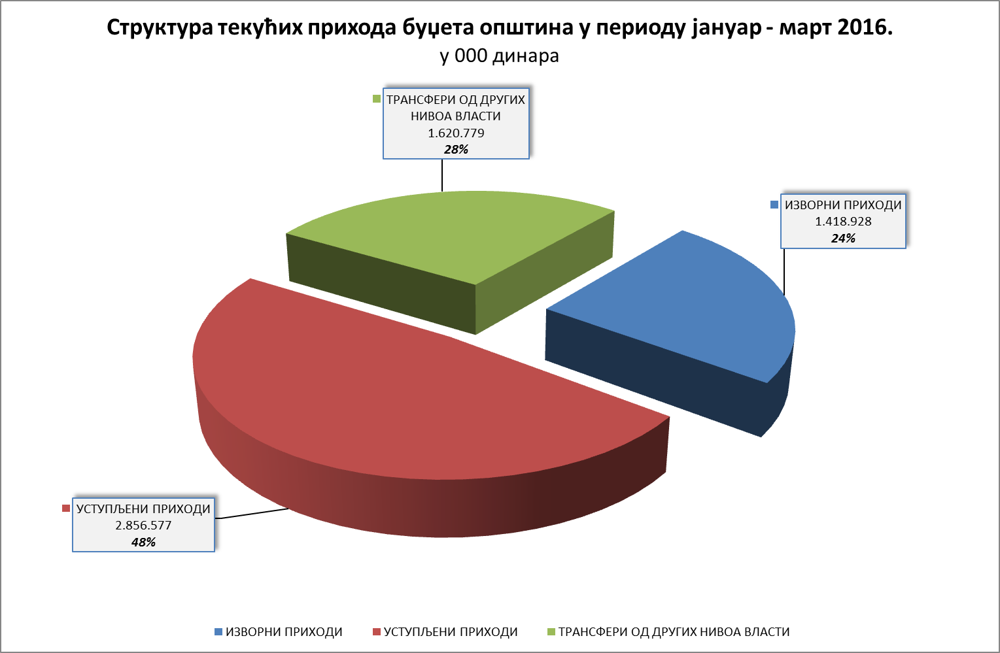 Структура текућих прихода буџета општина у периоду јануар - март 2016.
у 000 динара
ТРАНСФЕРИ ОД ДРУГИХ
НИВОА ВЛАСТИ
1.620.779
28%
ИЗВОРНИ ПРИХОДИ
1.418.928
24%
УСТУПЉЕНИ ПРИХОДИ
2.856.577
48%
ИЗВОРНИ ПРИХОДИ УСТУПЉЕНИ ПРИХОДИ ТРАНСФЕРИ ОД ДРУГИХ НИВОА ВЛАСТИ